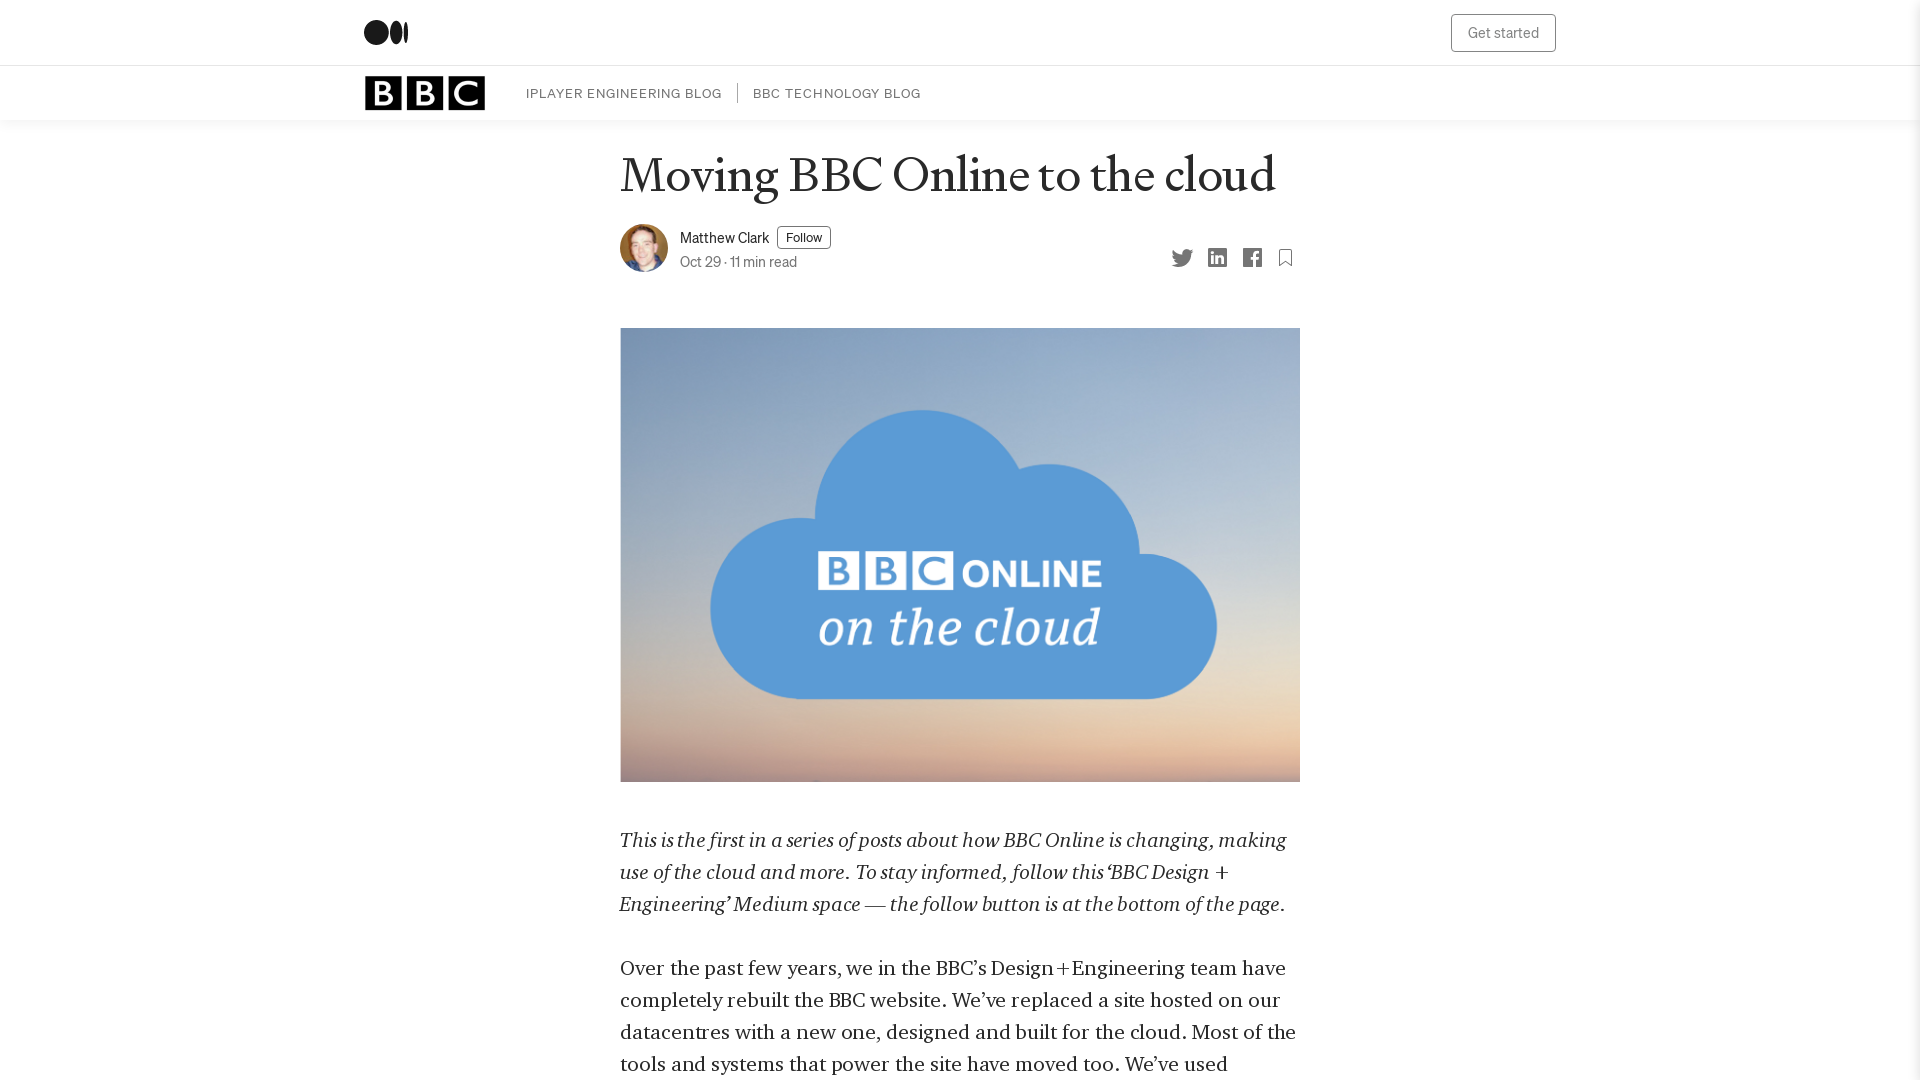 Get started
BBC
IPLAYER ENGINEERING BLOG
BBC TECHNOLOGY BLOG
Moving BBC Online to the cloud
Matthew Clark
Follow
Oct 29 · 11 min read
BBC ONLINE
on the cloud
This is the first in a series of posts about how BBC Online is changing, making
use of the cloud and more. To stay informed, follow this ‘BBC Design +
Engineering’ Medium space — the follow button is at the bottom of the page.
Over the past few years, we in the BBC’s Design+Engineering team have
completely rebuilt the BBC website. We’ve replaced a site hosted on our
datacentres with a new one, designed and built for the cloud. Most of the
tools and systems that power the site have moved too. We’ve used